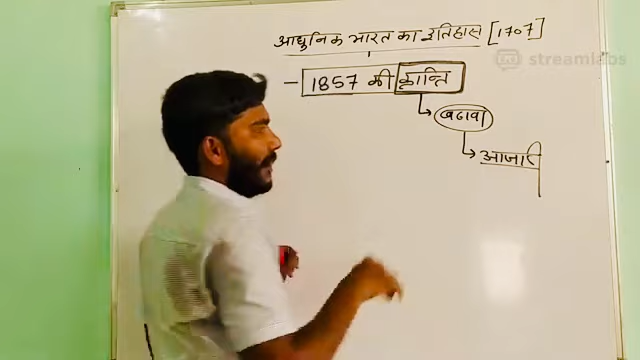 आधुनिक भारत का इतिहास [1707]
streamlabs
- 1857 की क्रान्ति
बदलाव
आजादी